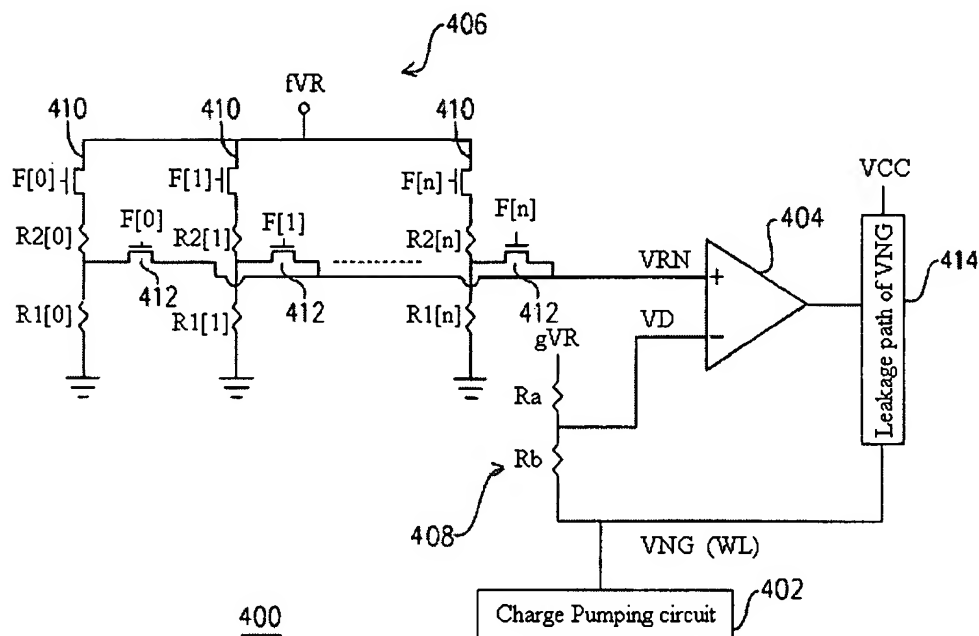 406
fVR
410
410
410
F[0]
F[1]
F[n]
VCC
F[0]
F[1]
F[n]
404
R2[0]
R2[1]
R2[n]
VRN
+
414
412
412
412
VD
−
R1[0]
R1[1]
R1[n]
gVR
Leakage path of VNG
Ra
Rb
408
VNG (WL)
402
Charge Pumping circuit
400